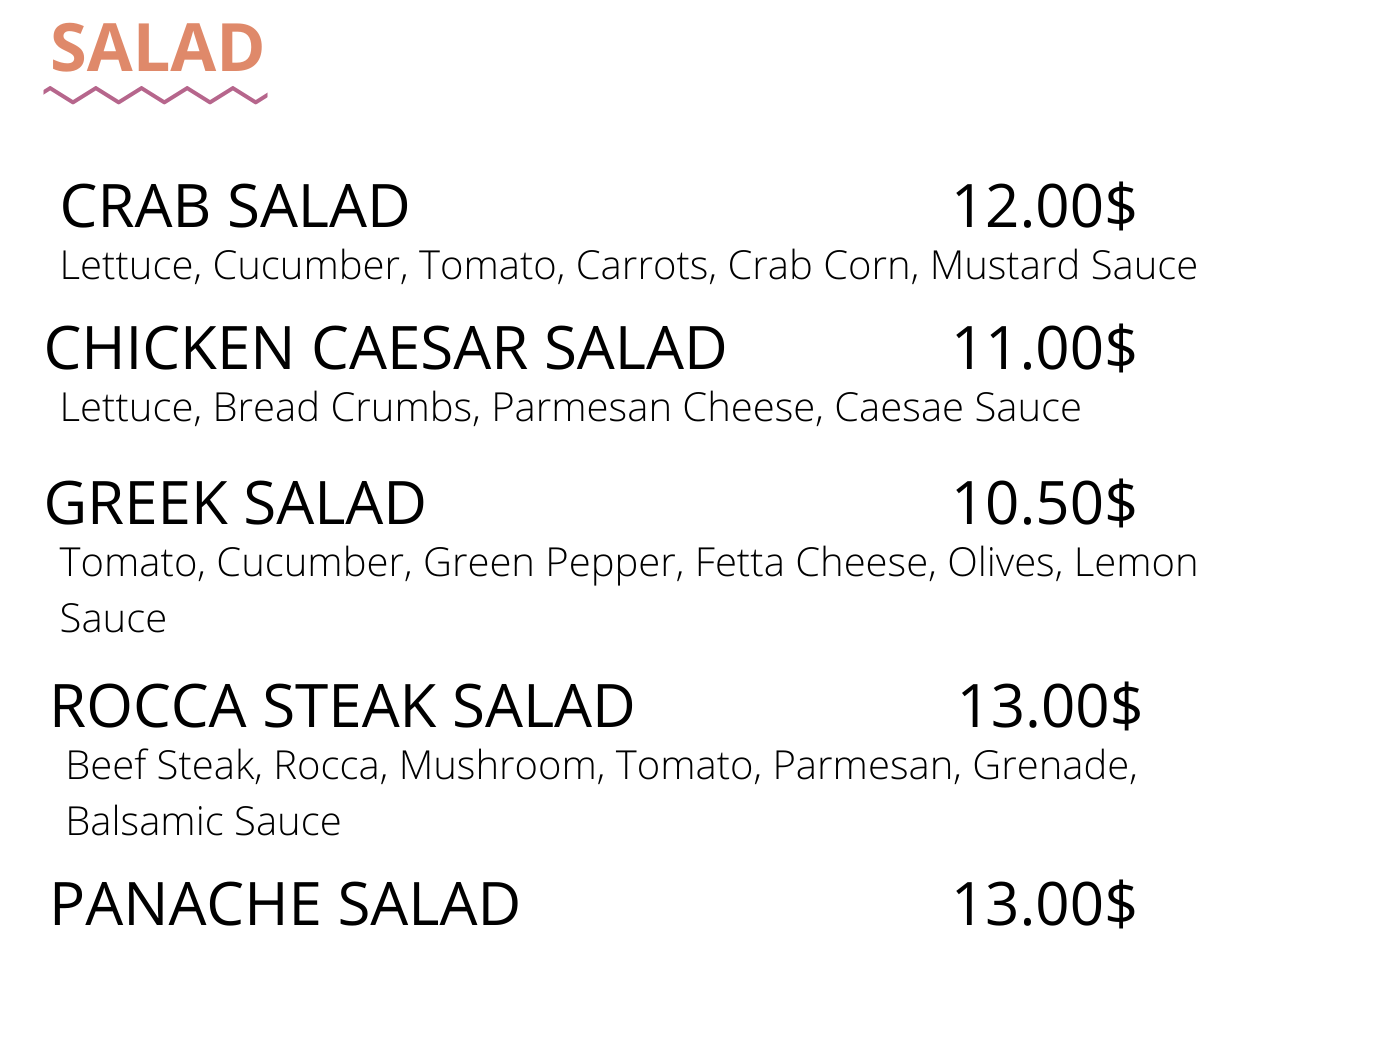 SALAD
CRAB SALAD 12.00$
Lettuce, Cucumber, Tomato, Carrots, Crab Corn, Mustard Sauce
CHICKEN CAESAR SALAD 11.00$
Lettuce, Bread Crumbs, Parmesan Cheese, Caesae Sauce
GREEK SALAD 10.50$
Tomato, Cucumber, Green Pepper, Fetta Cheese, Olives, Lemon
Sauce
ROCCA STEAK SALAD 13.00$
Beef Steak, Rocca, Mushroom, Tomato, Parmesan, Grenade,
Balsamic Sauce
PANACHE SALAD 13.00$